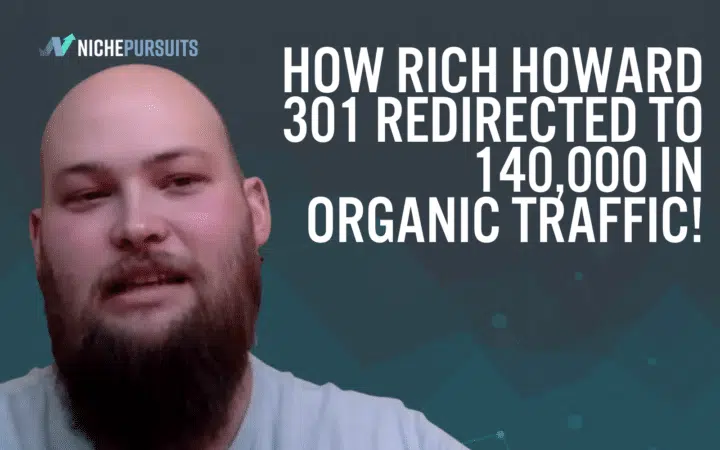 NICHEPURSUITS
HOW RICH HOWARD
301 REDIRECTED TO
140,000 IN
ORGANIC TRAFFIC!